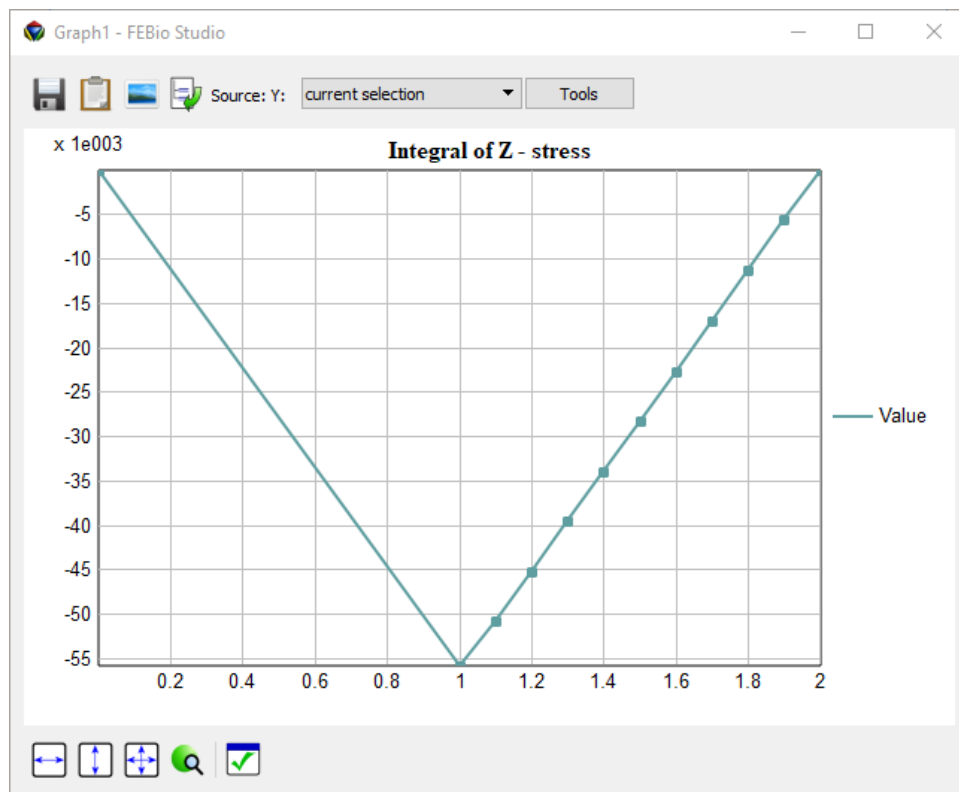 Graph1 - FEBio Studio
Source: Y: current selection Tools
x 1e003
Integral of Z - stress
-5
-10
-15
-20
-25
-30
-35
-40
-45
-50
-55
Value
0.2 0.4 0.6 0.8 1 1.2 1.4 1.6 1.8 2